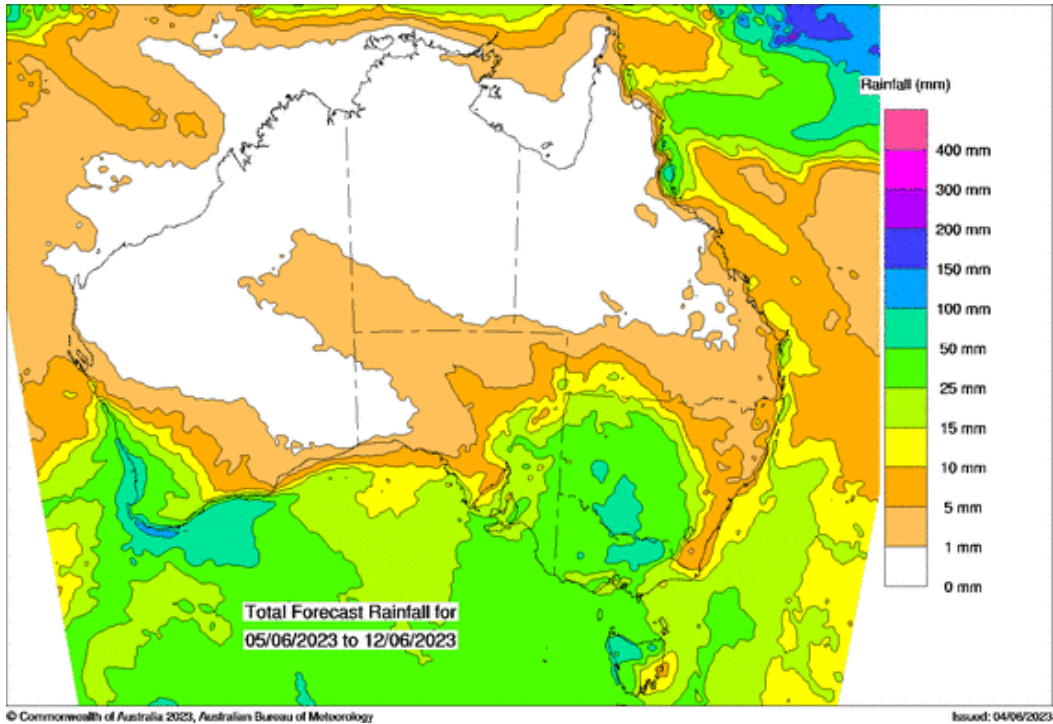 Rainfall (mm)
400 mm
300 mm
200 mm
150 mm
100 mm
50 mm
25 mm
15 mm
10 mm
5 mm
1 mm
0 mm
Total Forecast Rainfall for
05/06/2023 to 12/06/2023
© Commonwealth of Australia 2023, Australian Bureau of Meteorology
Issued: 04/06/2023